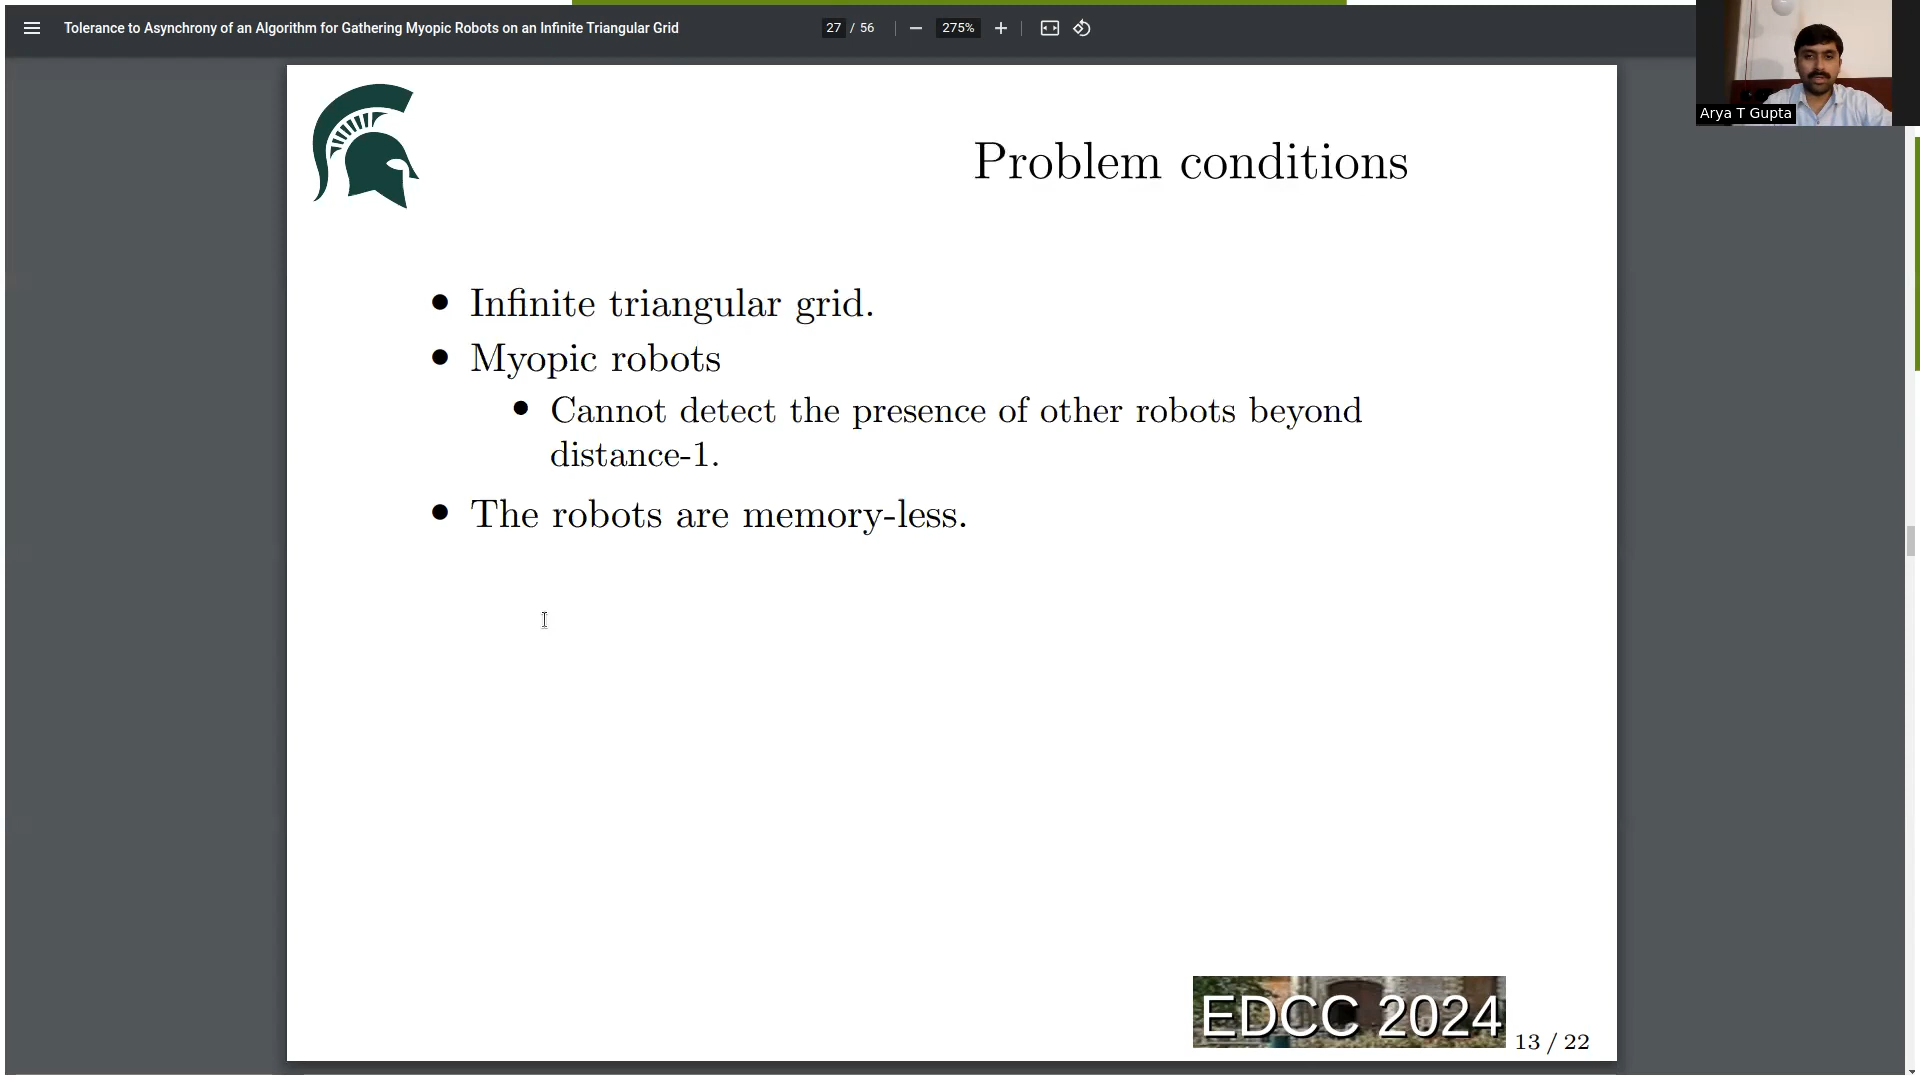 Tolerance to Asynchrony of an Algorithm for Gathering Myopic Robots on an Infinite Triangular Grid
27 / 56
275%
Arya T Gupta
Problem conditions
• Infinite triangular grid.
• Myopic robots
• Cannot detect the presence of other robots beyond
distance-1.
• The robots are memory-less.
EDCC 2024
13 / 22